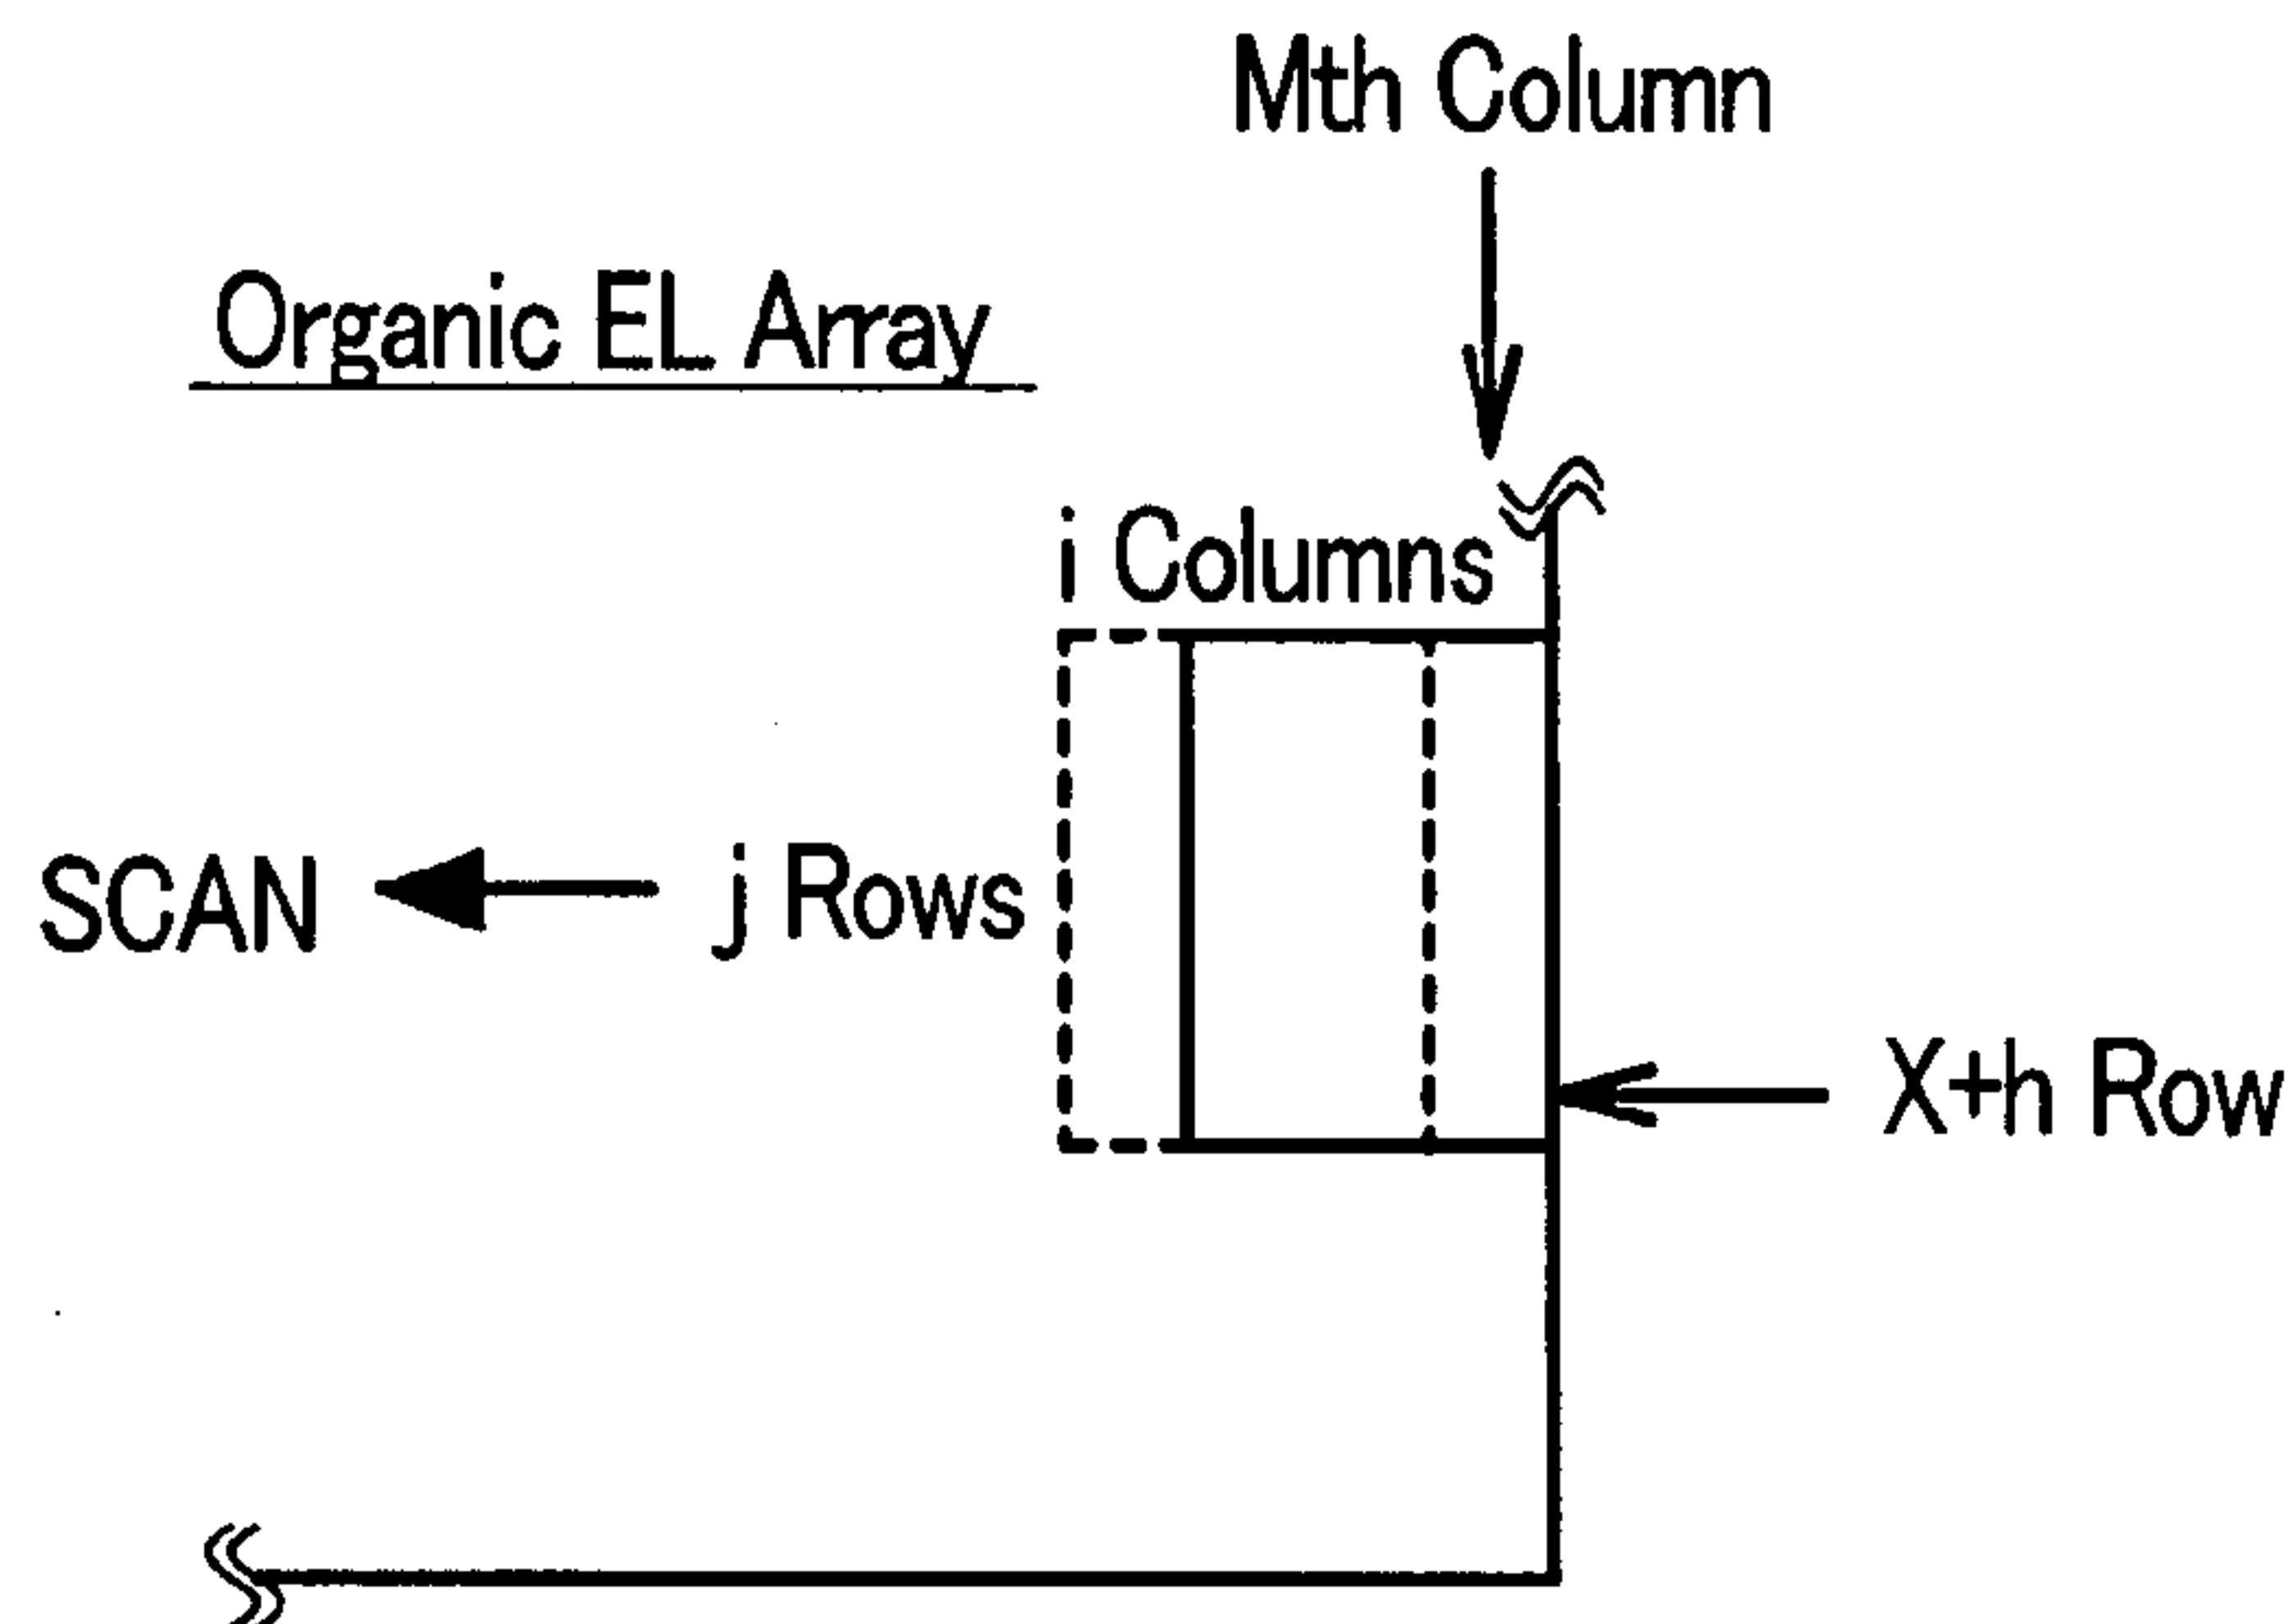 Mth Column
Organic EL Array
i Columns
SCAN
j Rows
X+h Row